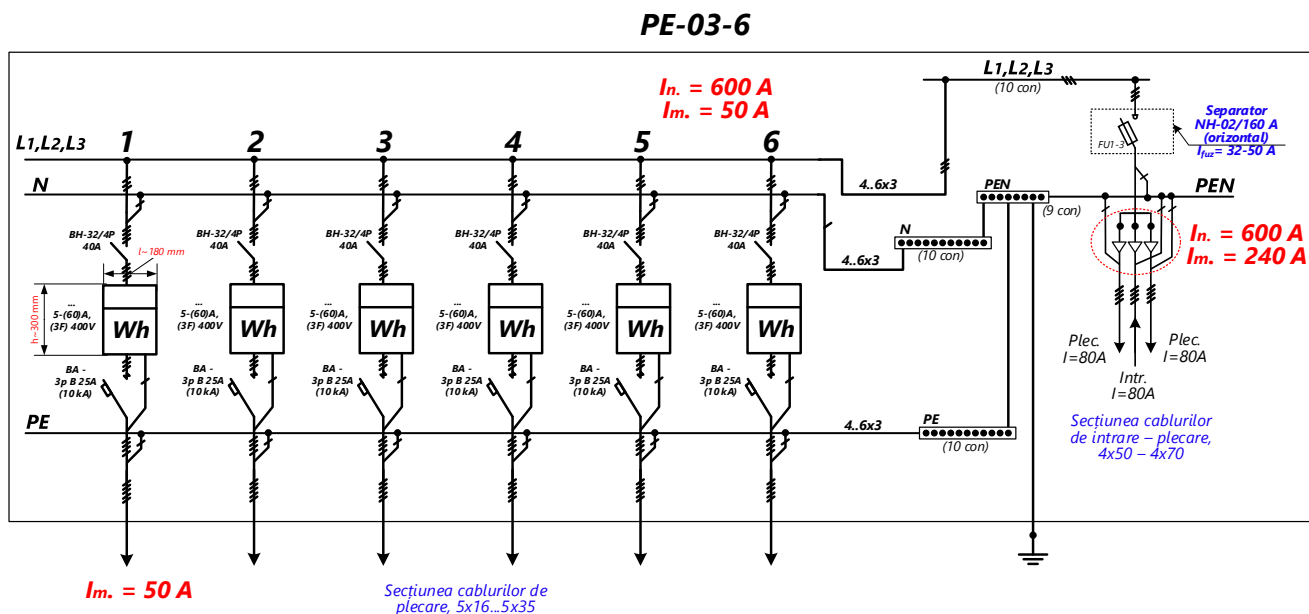 PE-03-6
L1,L2,L3
(10 con)
In. = 600 A
Im. = 50 A
Separator
NH-02/160 A
(orizontal)
Ifuz= 32-50 A
FU1-3
L1,L2,L3
1 2 3 4 5 6
N
4..6x3
PEN
(9 con)
PEN
BH-32/4P
40A
BH-32/4P
40A
BH-32/4P
40A
BH-32/4P
40A
BH-32/4P
40A
BH-32/4P
40A
N
(10 con)
4..6x3
In. = 600 A
Im. = 240 A
l~180 mm
h~300 mm
...
5-(60)A,
(3F) 400V
Wh
...
5-(60)A,
(3F) 400V
Wh
...
5-(60)A,
(3F) 400V
Wh
...
5-(60)A,
(3F) 400V
Wh
...
5-(60)A,
(3F) 400V
Wh
...
5-(60)A,
(3F) 400V
Wh
Plec.
I=80A
Plec.
I=80A
Intr.
I=80A
BA -
3p B 25A
(10 kA)
BA -
3p B 25A
(10 kA)
BA -
3p B 25A
(10 kA)
BA -
3p B 25A
(10 kA)
BA -
3p B 25A
(10 kA)
BA -
3p B 25A
(10 kA)
PE
4..6x3
PE
(10 con)
Secțiunea cablurilor
de intrare – plecare,
4x50 – 4x70
Im. = 50 A
Secțiunea cablurilor de
plecare, 5x16...5x35